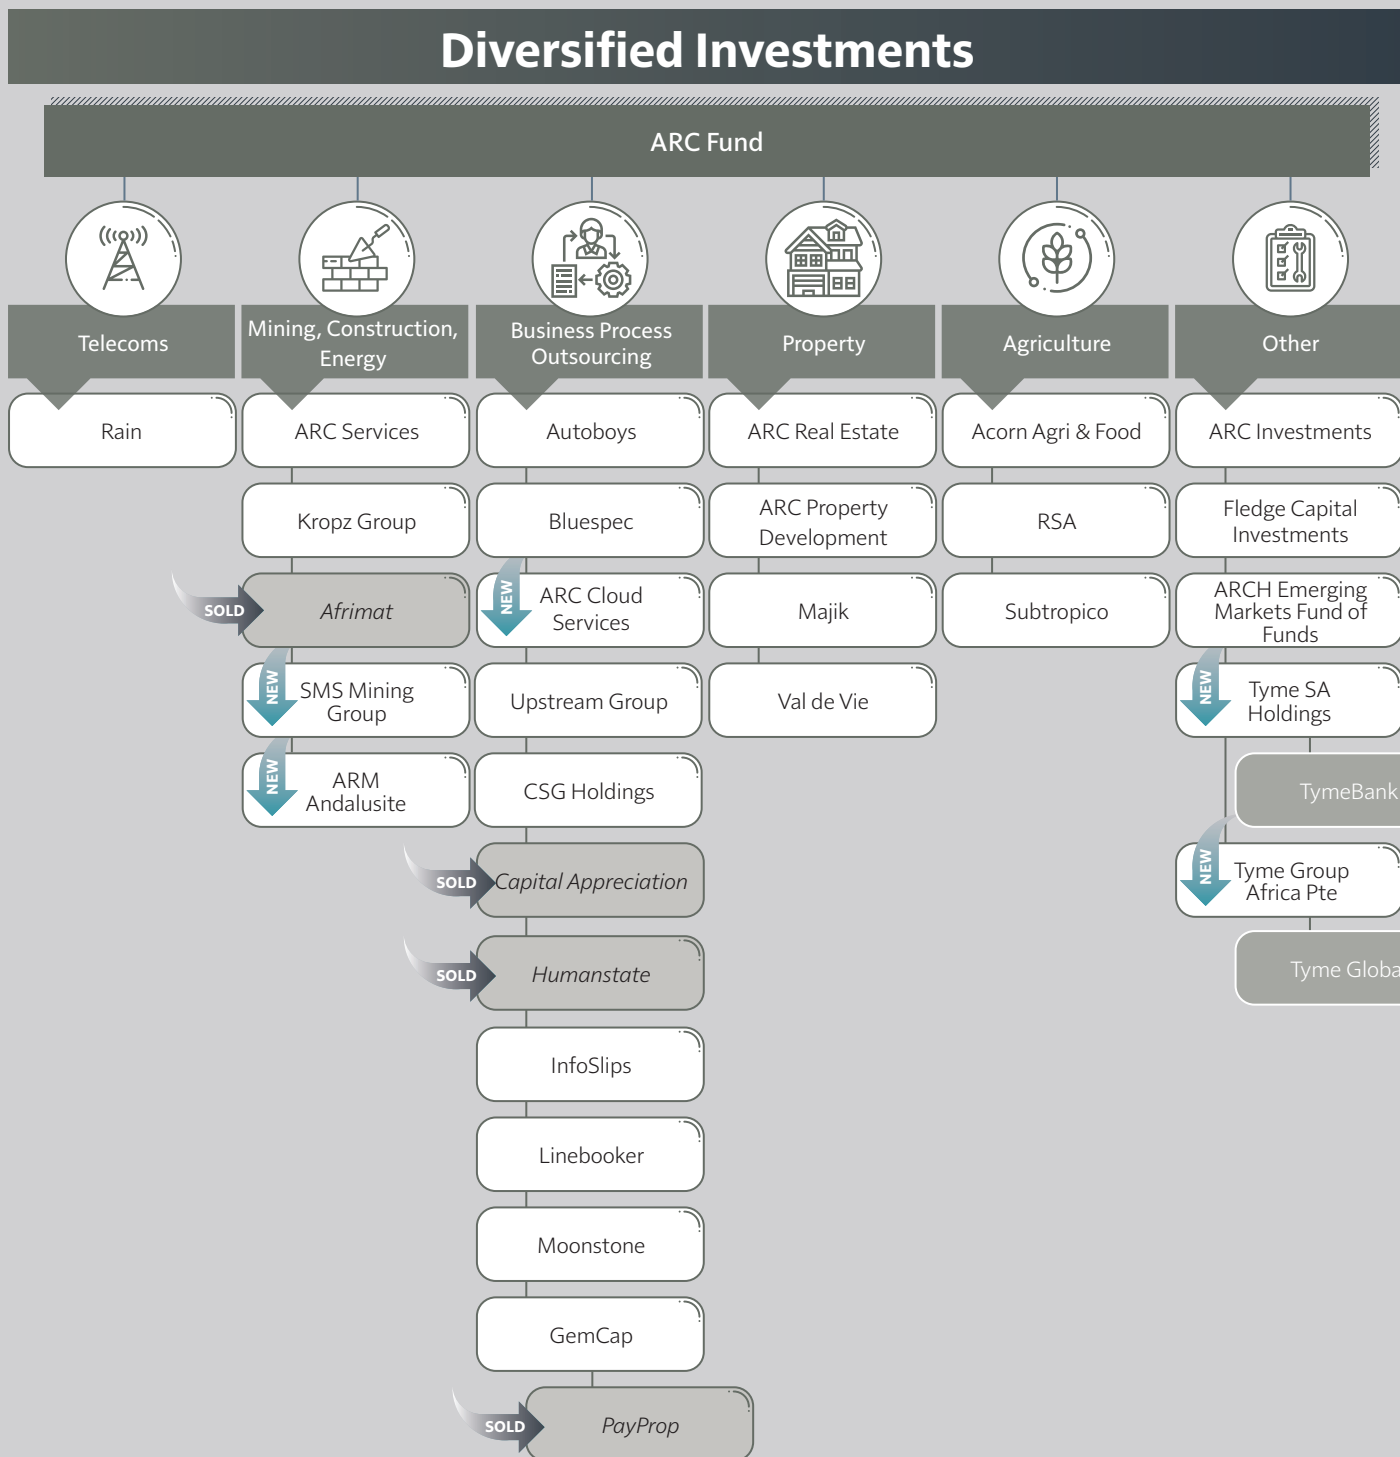 Diversified Investments
ARC Fund
Telecoms
Rain
Mining, Construction,
Energy
ARC Services
Kropz Group
SOLD
Afrimat
NEW
SMS Mining
Group
NEW
ARM
Andalusite
Business Process
Outsourcing
Autoboys
Bluespec
NEW
ARC Cloud
Services
Upstream Group
CSG Holdings
SOLD
Capital Appreciation
SOLD
Humanstate
InfoSlips
Linebooker
Moonstone
GemCap
SOLD
PayProp
Property
ARC Real Estate
ARC Property
Development
Majik
Val de Vie
Agriculture
Acorn Agri & Food
RSA
Subtropico
Other
ARC Investments
Fledge Capital
Investments
ARCH Emerging
Markets Fund of
Funds
NEW
Tyme SA
Holdings
TymeBank
NEW
Tyme Group
Africa Pte
Tyme Globa